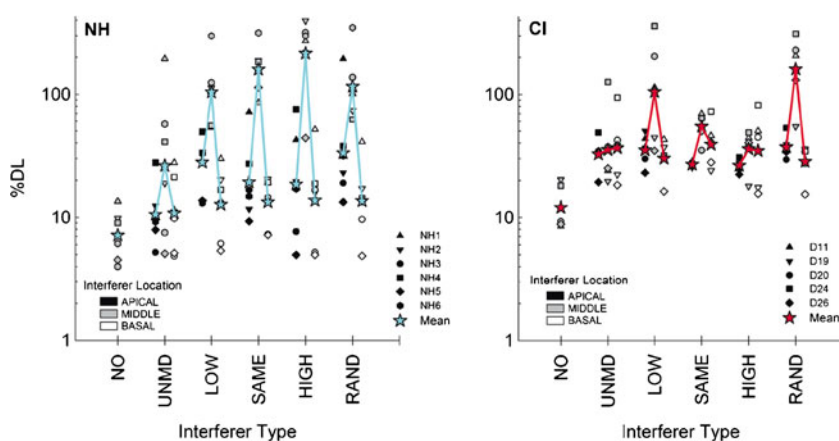 NH
%DL
100
10
1
NH1
NH2
NH3
NH4
NH5
NH6
Mean
Interferer Location
APICAL
MIDDLE
BASAL
NO
UNMD
LOW
SAME
HIGH
RAND
Interferer Type
CI
100
10
1
D11
D19
D20
D24
D26
Mean
Interferer Location
APICAL
MIDDLE
BASAL
NO
UNMD
LOW
SAME
HIGH
RAND
Interferer Type